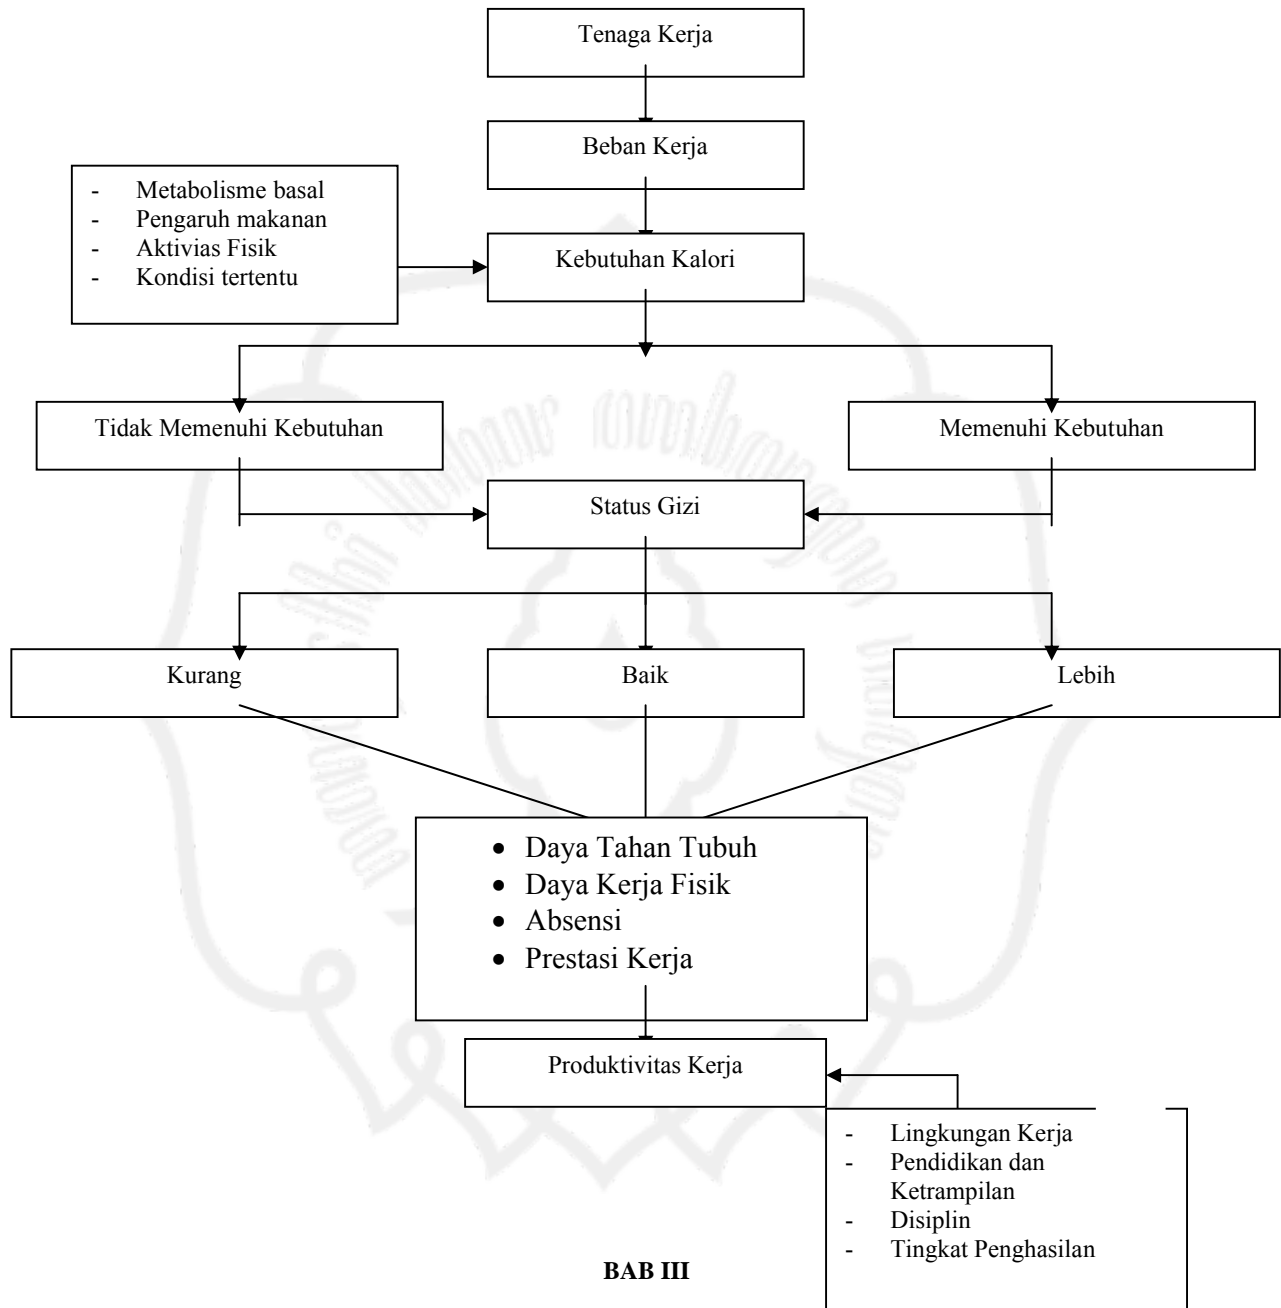 Tenaga Kerja
Beban Kerja
- Metabolisme basal
- Pengaruh makanan
- Aktivias Fisik
- Kondisi tertentu
Kebutuhan Kalori
Tidak Memenuhi Kebutuhan
Memenuhi Kebutuhan
Status Gizi
Kurang
Baik
Lebih
• Daya Tahan Tubuh
• Daya Kerja Fisik
• Absensi
• Prestasi Kerja
Produktivitas Kerja
- Lingkungan Kerja
- Pendidikan dan
Ketrampilan
- Disiplin
- Tingkat Penghasilan
BAB III